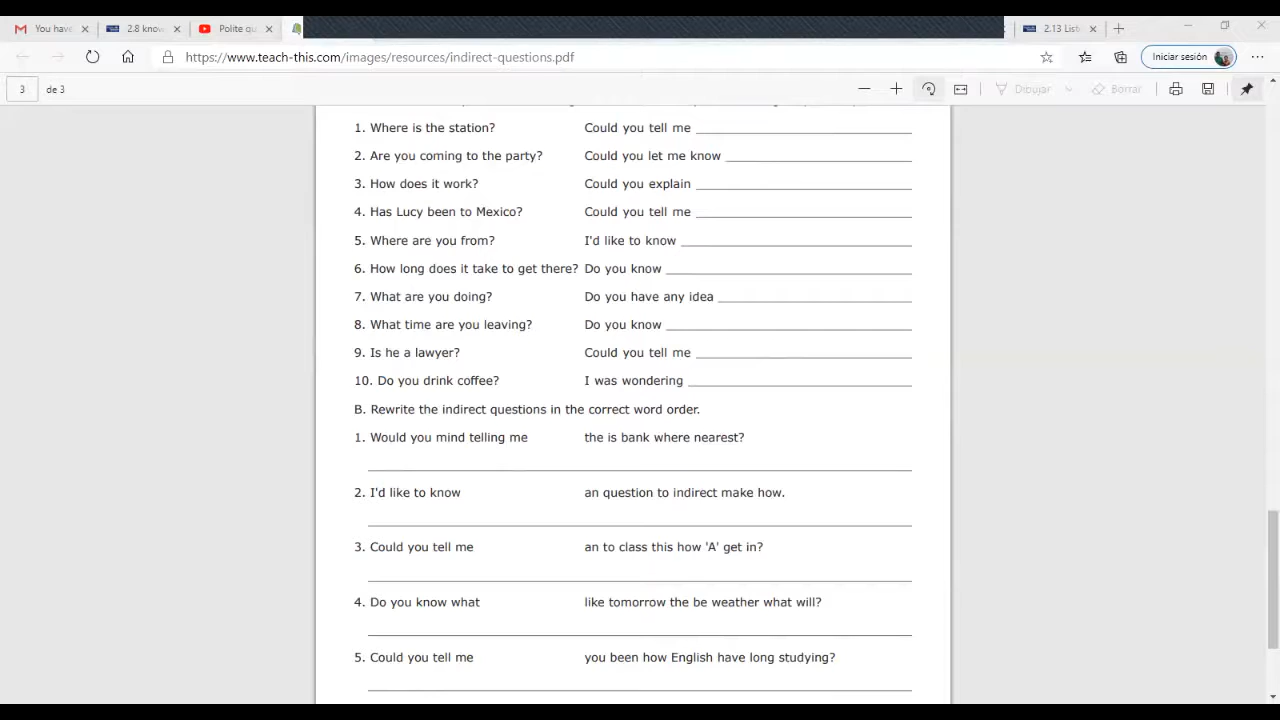 You have
2.8 know
Polite qu
2.13 List
https://www.teach-this.com/images/resources/indirect-questions.pdf
Iniciar sesión
3 de 3
Dibujar
Borrar
1. Where is the station? Could you tell me
2. Are you coming to the party? Could you let me know
3. How does it work? Could you explain
4. Has Lucy been to Mexico? Could you tell me
5. Where are you from? I'd like to know
6. How long does it take to get there? Do you know
7. What are you doing? Do you have any idea
8. What time are you leaving? Do you know
9. Is he a lawyer? Could you tell me
10. Do you drink coffee? I was wondering
B. Rewrite the indirect questions in the correct word order.
1. Would you mind telling me the is bank where nearest?
2. I'd like to know an question to indirect make how.
3. Could you tell me an to class this how 'A' get in?
4. Do you know what like tomorrow the be weather what will?
5. Could you tell me you been how English have long studying?